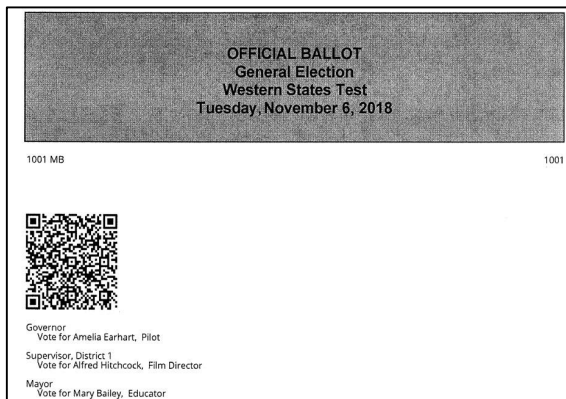 OFFICIAL BALLOT
General Election
Western States Test
Tuesday, November 6, 2018
1001 MB 1001
Governor
Vote for Amelia Earhart, Pilot
Supervisor, District 1
Vote for Alfred Hitchcock, Film Director
Mayor
Vote for Mary Bailey, Educator